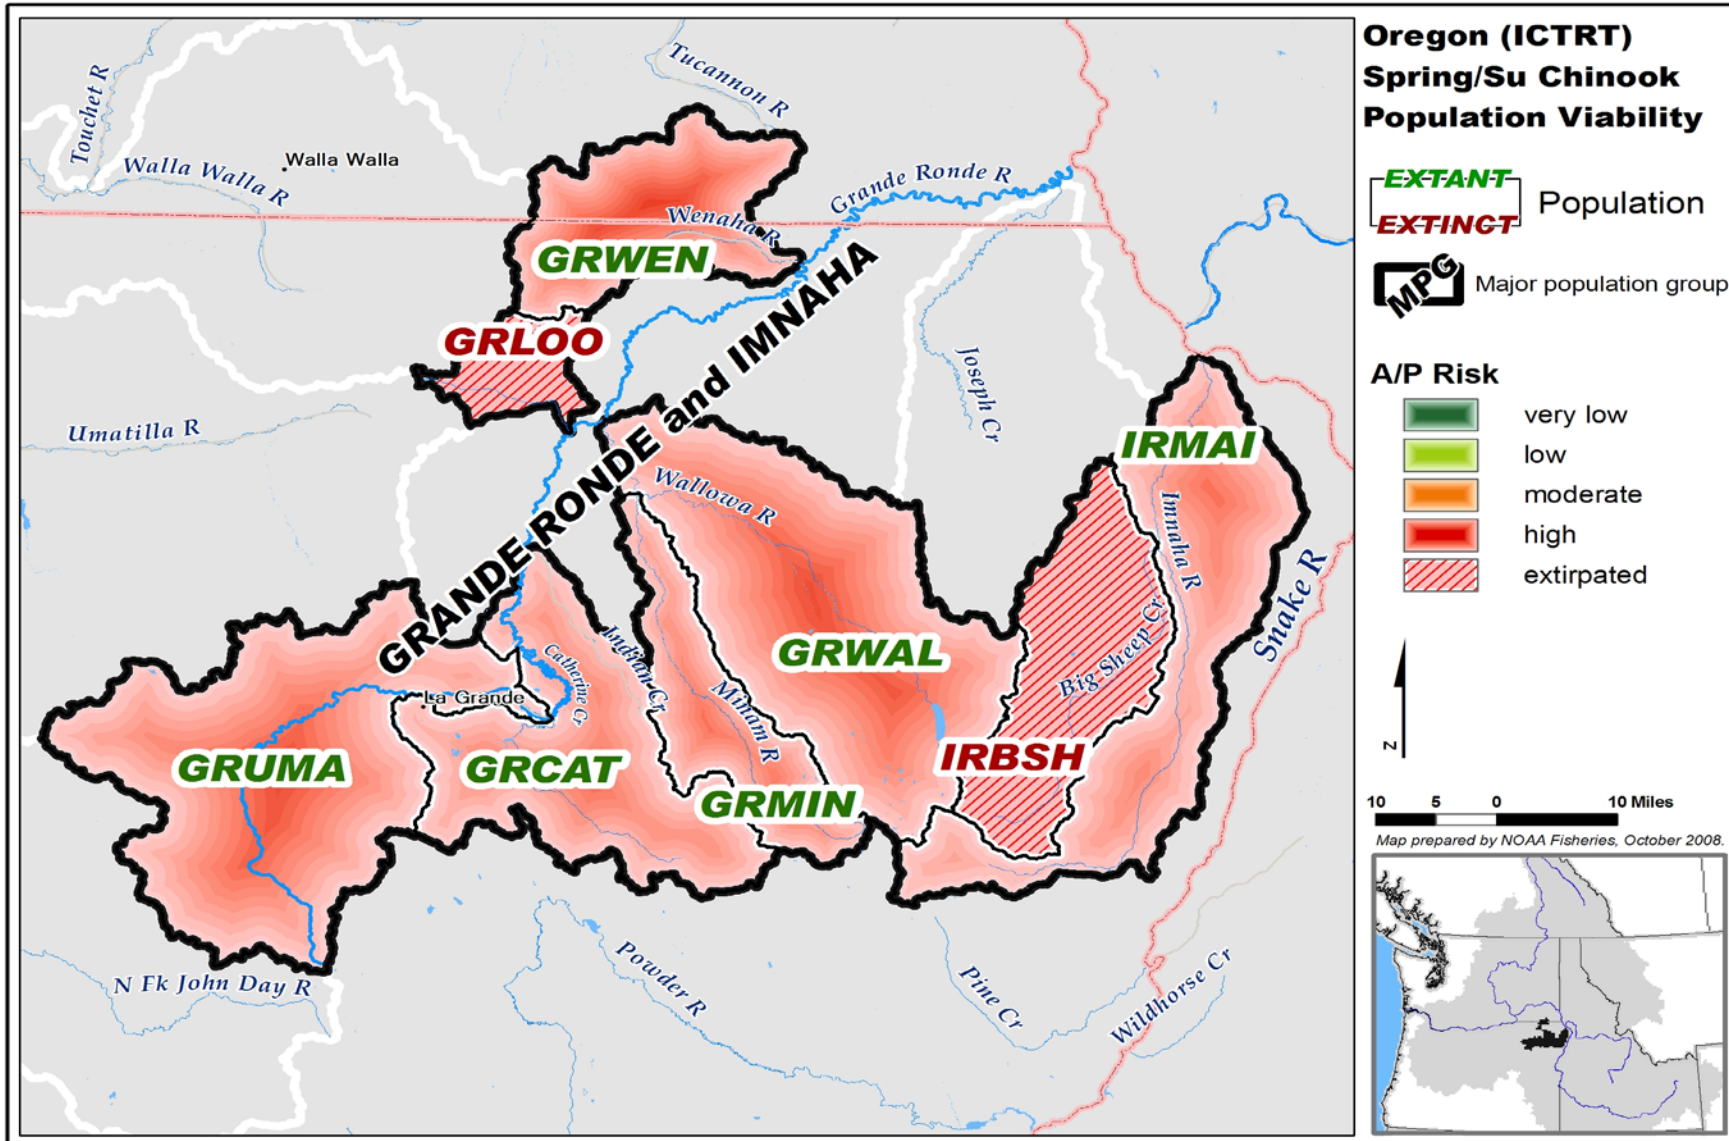 Oregon (ICTRT)
Spring/Su Chinook
Population Viability
EXTANT
EXTINCT
Population
MPG
Major population group
A/P Risk
very low
low
moderate
high
extirpated
N
10 5 0 10 Miles
Map prepared by NOAA Fisheries, October 2008.
Touchet R
Tucannon R
Walla Walla
Walla Walla R
Grande Ronde R
Wenaha R
GRWEN
GRLOO
GRANDE RONDE and IMNAHA
Joseph Cr
Umatilla R
IRMAI
Wallowa R
Imnaha R
Snake R
Big Sheep Cr
GRWAL
Indian Cr
Catherine Cr
La Grande
Minam R
GRUMA
GRCAT
GRMIN
IRBSH
N Fk John Day R
Powder R
Pine Cr
Wildhorse Cr